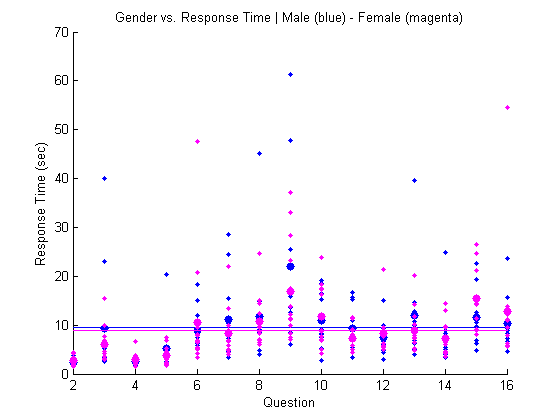 Gender vs. Response Time | Male (blue) - Female (magenta)
70
60
50
40
30
20
10
0
Response Time (sec)
2 4 6 8 10 12 14 16
Question